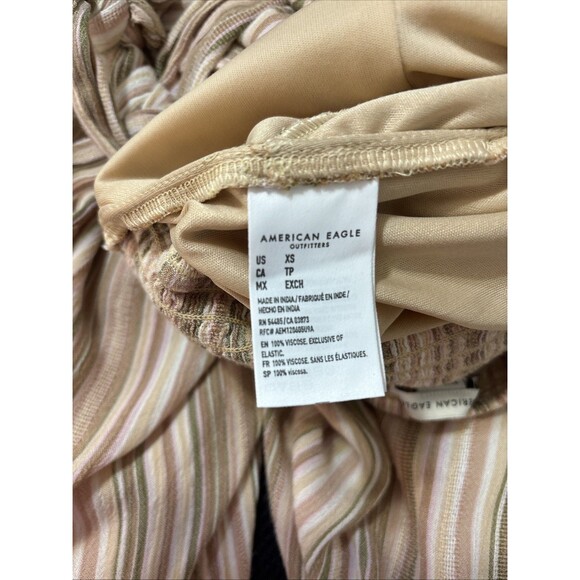 AMERICAN EAGLE
OUTFITTERS
US XS
CA TP
MX EXCH
MADE IN INDIA/ FABRIQUÉ EN INDE/
HECHO EN INDIA
RN 54485/ CA 03873
RFC# AEM1206060U9A
EN 100% VISCOSE. EXCLUSIVE OF
ELASTIC.
FR 100% VISCOSE. SANS LES ÉLASTIQUES.
SP 100% viscosa.
AMERICAN EAGLE